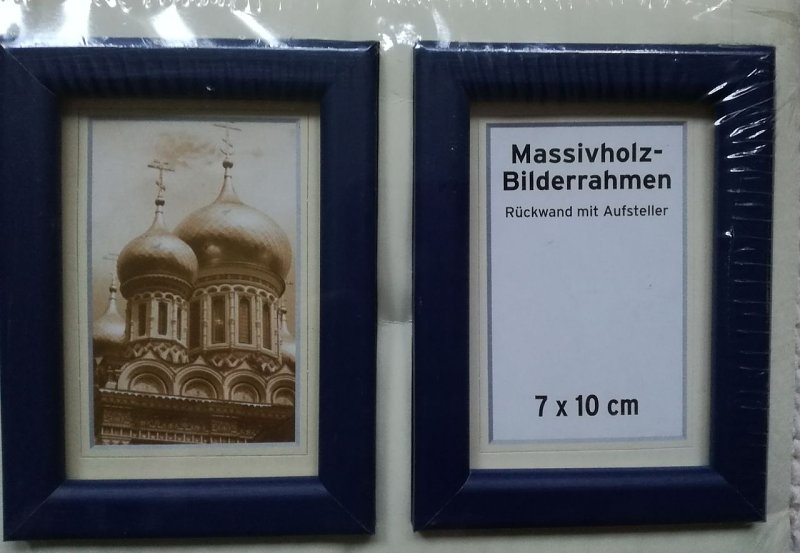 Massivholz-
Bilderrahmen
Rückwand mit Aufsteller
7 x 10 cm